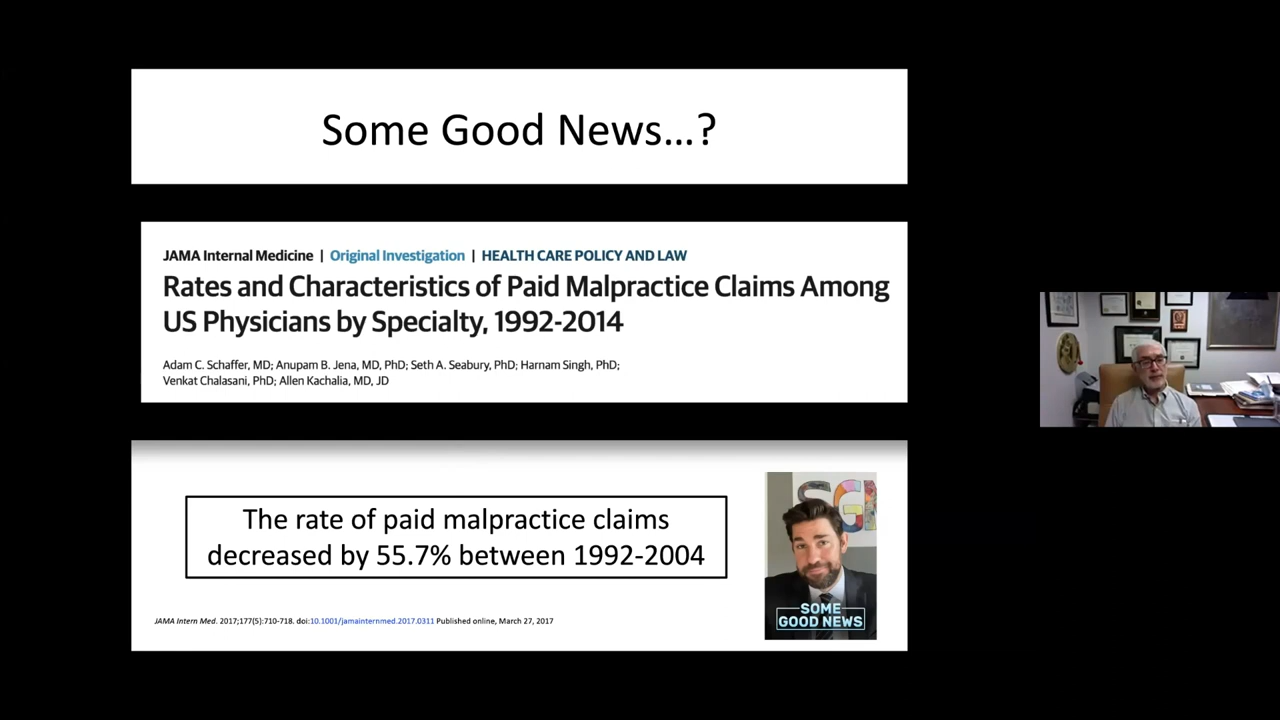 Some Good News...?
JAMA Internal Medicine | Original Investigation | HEALTH CARE POLICY AND LAW
Rates and Characteristics of Paid Malpractice Claims Among
US Physicians by Specialty, 1992-2014
Adam C. Schaffer, MD; Anupam B. Jena, MD, PhD; Seth A. Seabury, PhD; Harnam Singh, PhD;
Venkat Chalasani, PhD; Allen Kachalia, MD, JD
The rate of paid malpractice claims
decreased by 55.7% between 1992-2004
SGN
SOME
GOOD NEWS
JAMA Intern Med. 2017;177(5):710-718. doi:10.1001/jamainternmed.2017.0311 Published online, March 27, 2017